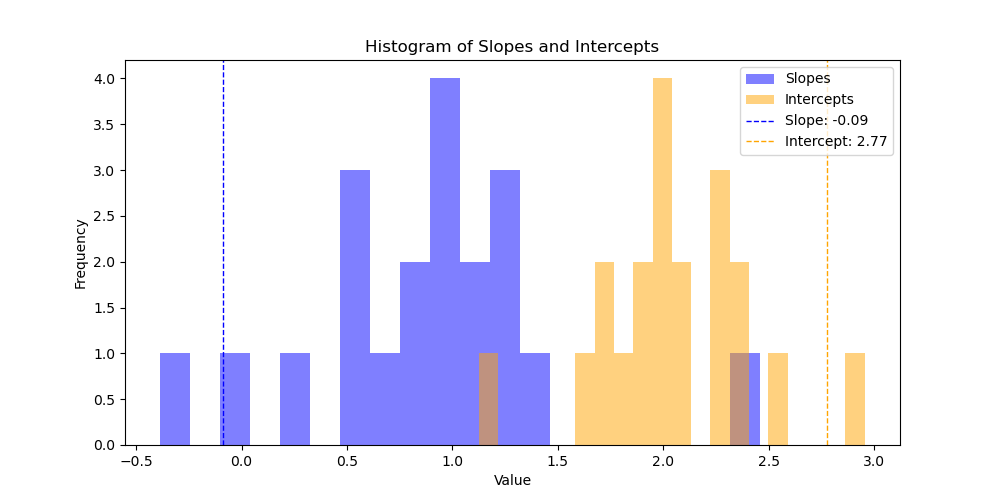 Histogram of Slopes and Intercepts
Slopes
Intercepts
Slope: -0.09
Intercept: 2.77
Frequency
4.0
3.5
3.0
2.5
2.0
1.5
1.0
0.5
0.0
−0.5 0.0 0.5 1.0 1.5 2.0 2.5 3.0
Value